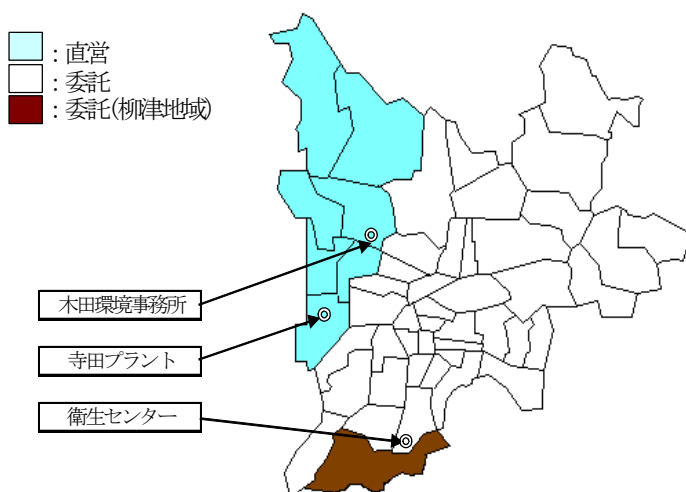 ：直営
：委託
：委託(柳津地域)
木田環境事務所
寺田プラント
衛生センター